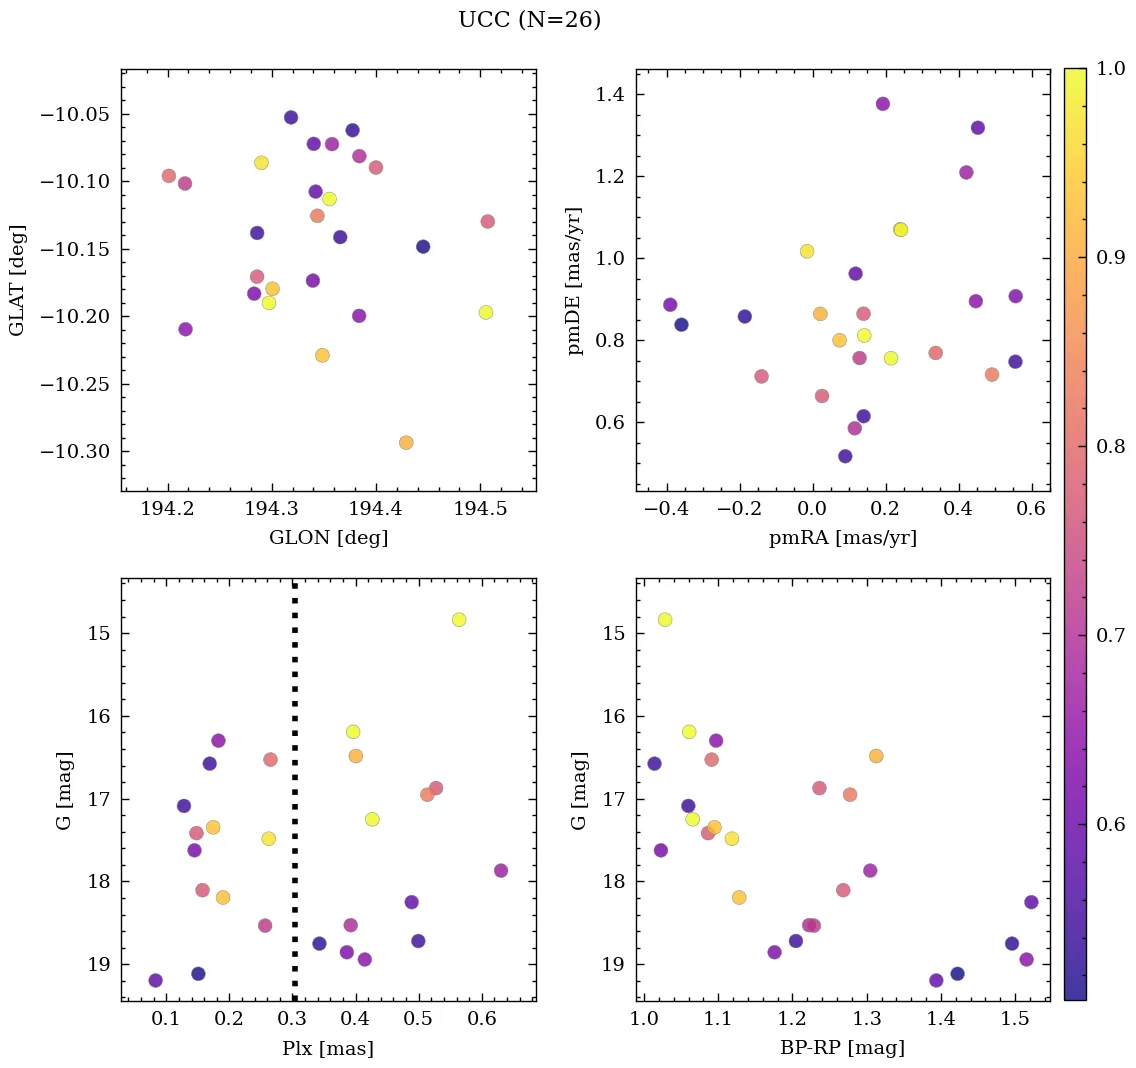 UCC (N=26)
−10.05
−10.10
−10.15
−10.20
−10.25
−10.30
GLAT [deg]
194.2 194.3 194.4 194.5
GLON [deg]
1.4
1.2
1.0
0.8
0.6
pmDE [mas/yr]
−0.4 −0.2 0.0 0.2 0.4 0.6
pmRA [mas/yr]
15
16
17
18
19
G [mag]
0.1 0.2 0.3 0.4 0.5 0.6
Plx [mas]
15
16
17
18
19
G [mag]
1.0 1.1 1.2 1.3 1.4 1.5
BP-RP [mag]
1.0
0.9
0.8
0.7
0.6